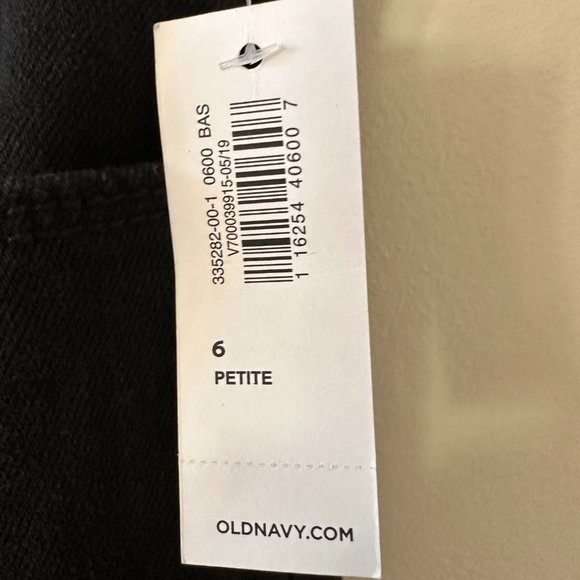 335282-00-1 0600 BAS
V700039915-05/19
1 16254 40600 7
6
PETITE
OLDNAVY.COM